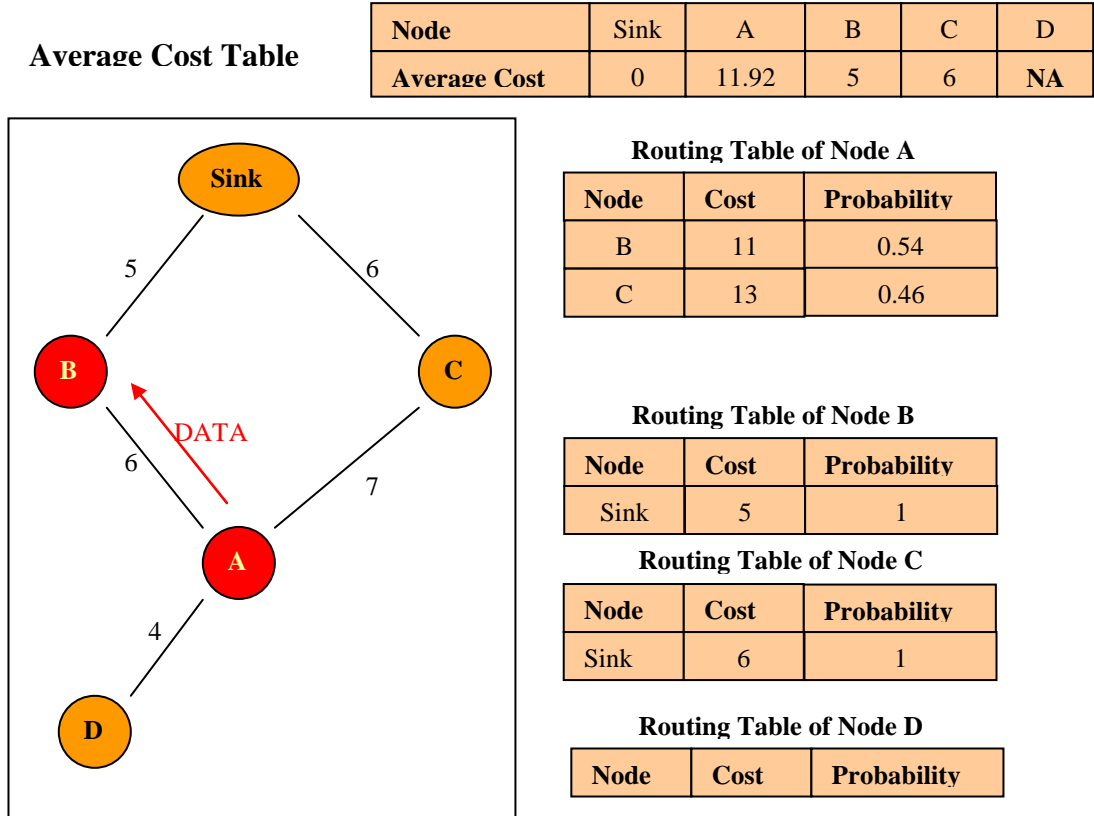 Average Cost Table
Node Sink A B C D
Average Cost 0 11.92 5 6 NA
Sink
5
6
B
C
DATA
6
7
A
4
D
Routing Table of Node A
Node Cost Probability
B 11 0.54
C 13 0.46
Routing Table of Node B
Node Cost Probability
Sink 5 1
Routing Table of Node C
Node Cost Probability
Sink 6 1
Routing Table of Node D
Node Cost Probability